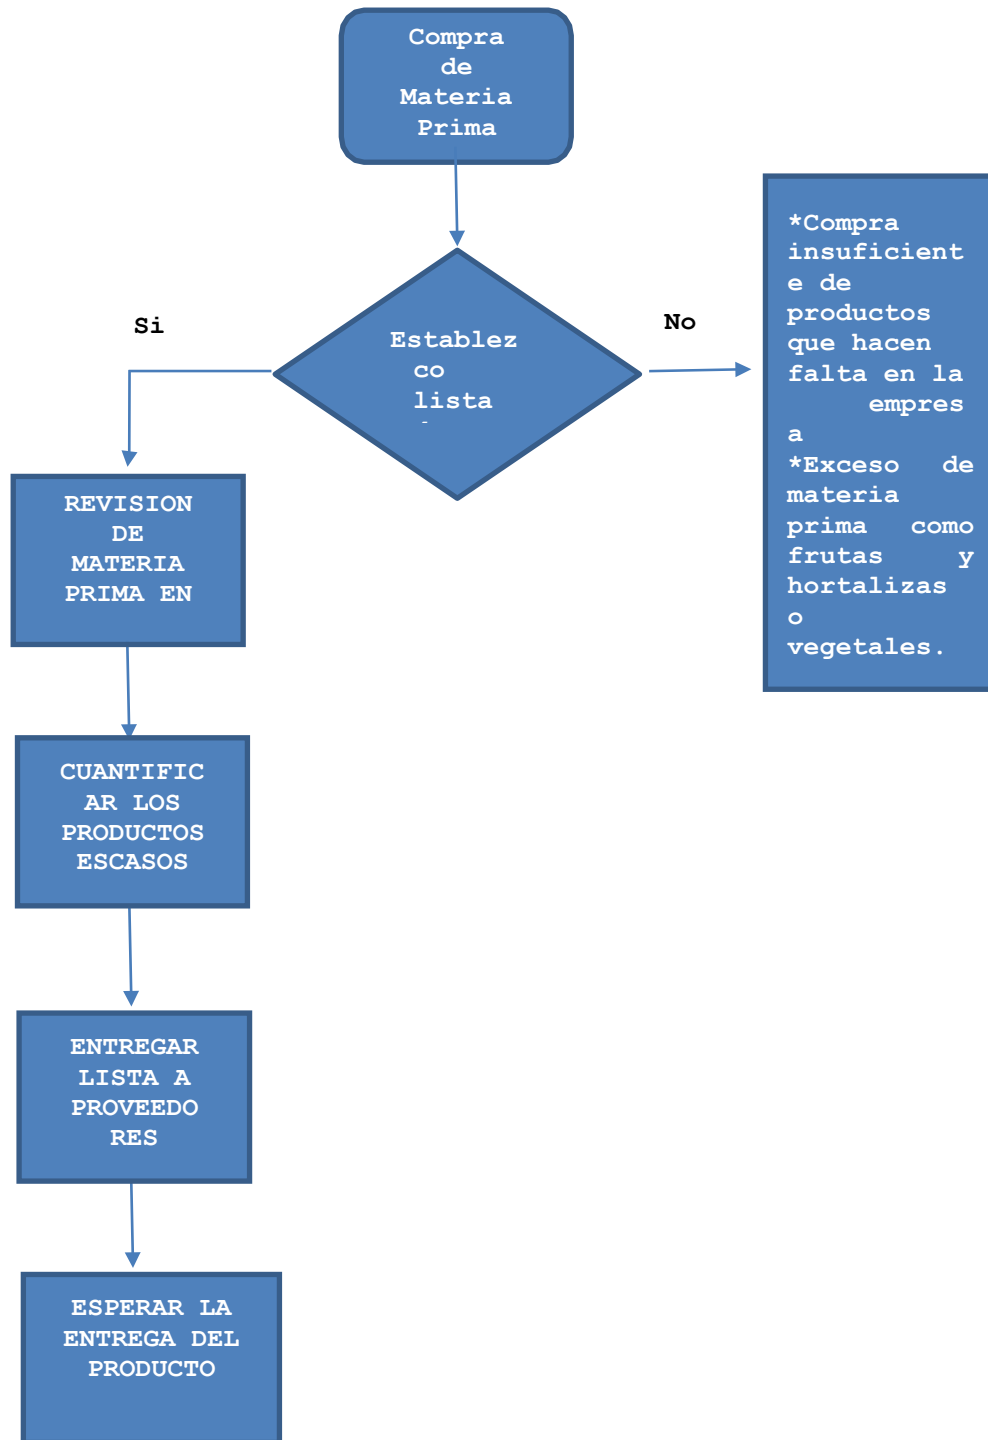 Compra
de
Materia
Prima
Si
No
Establez
co
lista
*Compra
insuficient
e de
productos
que hacen
falta en la
empres
a
*Exceso de
materia
prima como
frutas y
hortalizas
o
vegetales.
REVISION
DE
MATERIA
PRIMA EN
CUANTIFIC
AR LOS
PRODUCTOS
ESCASOS
ENTREGAR
LISTA A
PROVEEDO
RES
ESPERAR LA
ENTREGA DEL
PRODUCTO